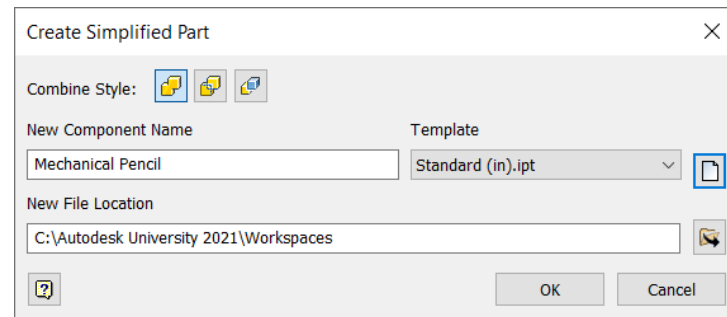 Create Simplified Part
Combine Style:
New Component Name
Template
Mechanical Pencil
Standard (in).ipt
New File Location
C:\Autodesk University 2021\Workspaces
?
OK
Cancel